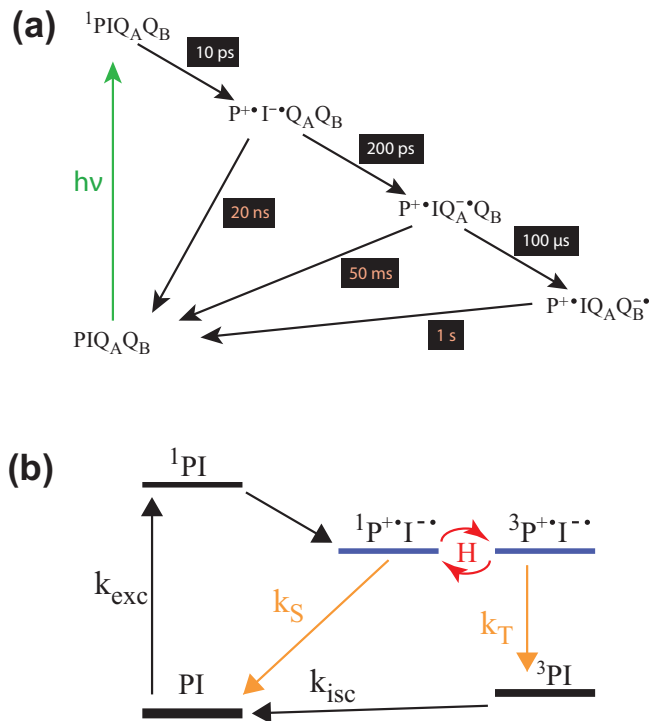 (a)
¹PIQ_AQ_B
10 ps
P⁺•I⁻•Q_AQ_B
hν
200 ps
20 ns
P⁺•IQ_A⁻•Q_B
100 µs
50 ms
P⁺•IQ_AQ_B⁻•
PIQ_AQ_B
1 s
(b)
¹PI
¹P⁺•I⁻• H ³P⁺•I⁻•
k_exc
k_S
k_T
PI
k_isc
³PI